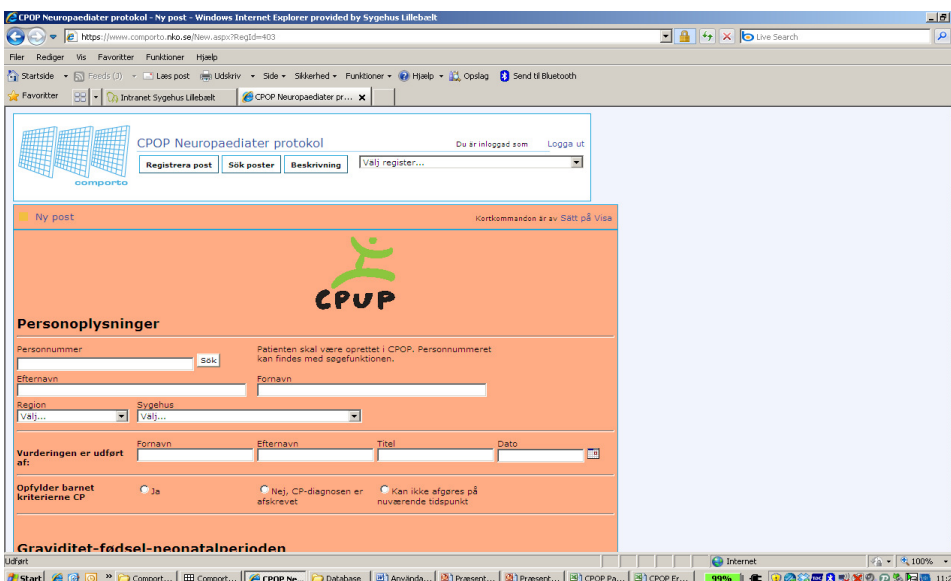 CPOP Neuropaediater protokol - Ny post - Windows Internet Explorer provided by Sygehus Lillebælt
https://www.comporto.nko.se/New.aspx?RegId=403
Live Search
Filer Rediger Vis Favoritter Funktioner Hjælp
Startside Feeds (J) Læs post Udskriv Side Sikkerhed Funktioner Hjælp Opslag Send til Bluetooth
Favoritter Intranet Sygehus Lillebælt CPOP Neuropaediater pr... X
CPOP Neuropaediater protokol Du är inloggad som Logga ut
Registrera post Sök poster Beskrivning Välj register...
comporto
Ny post Kortkommandon är av Sätt på Visa
CPUP
Personoplysninger
Personnummer Patienten skal være oprettet i CPOP. Personnummeret
Sök kan findes med søgefunktionen.
Efternavn Fornavn
Region Sygehus
Välj... Välj...
Fornavn Efternavn Titel Dato
Vurderingen er udført
af:
Opfylder barnet Ja Nej, CP-diagnosen er Kan ikke afgøres på
kriterierne CP afskrevet nuværende tidspunkt
Graviditet-fødsel-neonatalperioden
Udført Internet 100%
Start Comport... Comport... CPOP Ne... Database Använda... Præsent... Præsent... CPOP Pa... CPOP Er... 99%